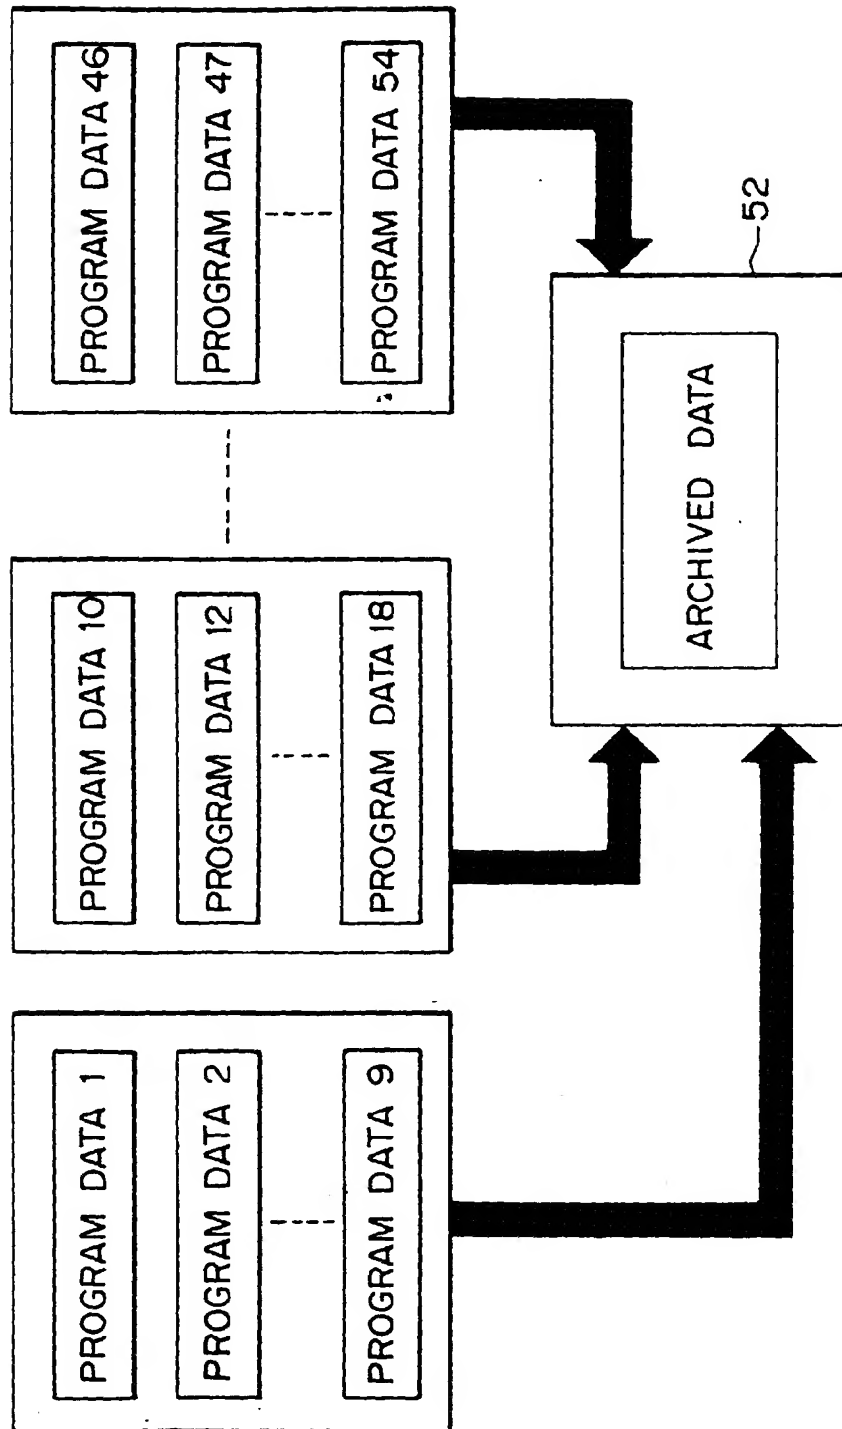 PROGRAM DATA 1
PROGRAM DATA 2
PROGRAM DATA 9
PROGRAM DATA 10
PROGRAM DATA 12
PROGRAM DATA 18
PROGRAM DATA 46
PROGRAM DATA 47
PROGRAM DATA 54
ARCHIVED DATA
52